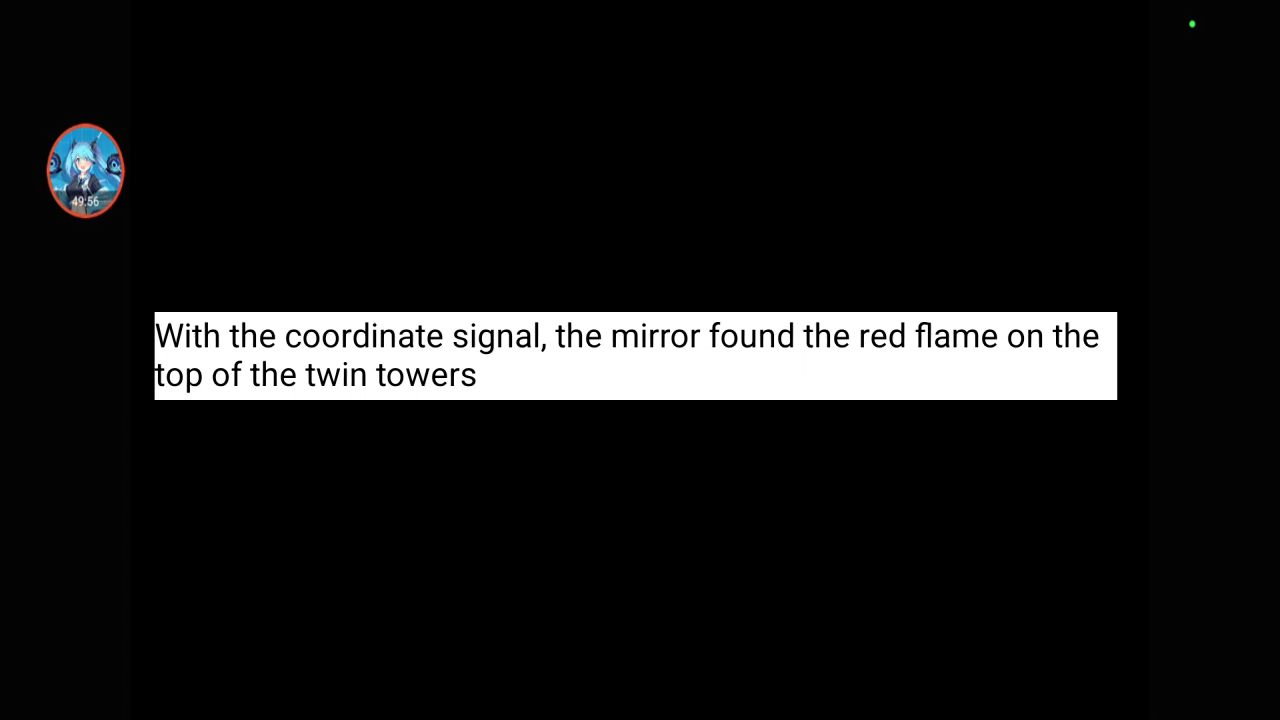 49:56
With the coordinate signal, the mirror found the red flame on the
top of the twin towers